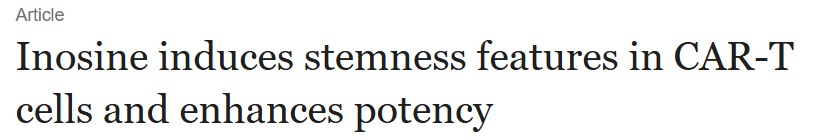 Article
Inosine induces stemness features in CAR-T
cells and enhances potency